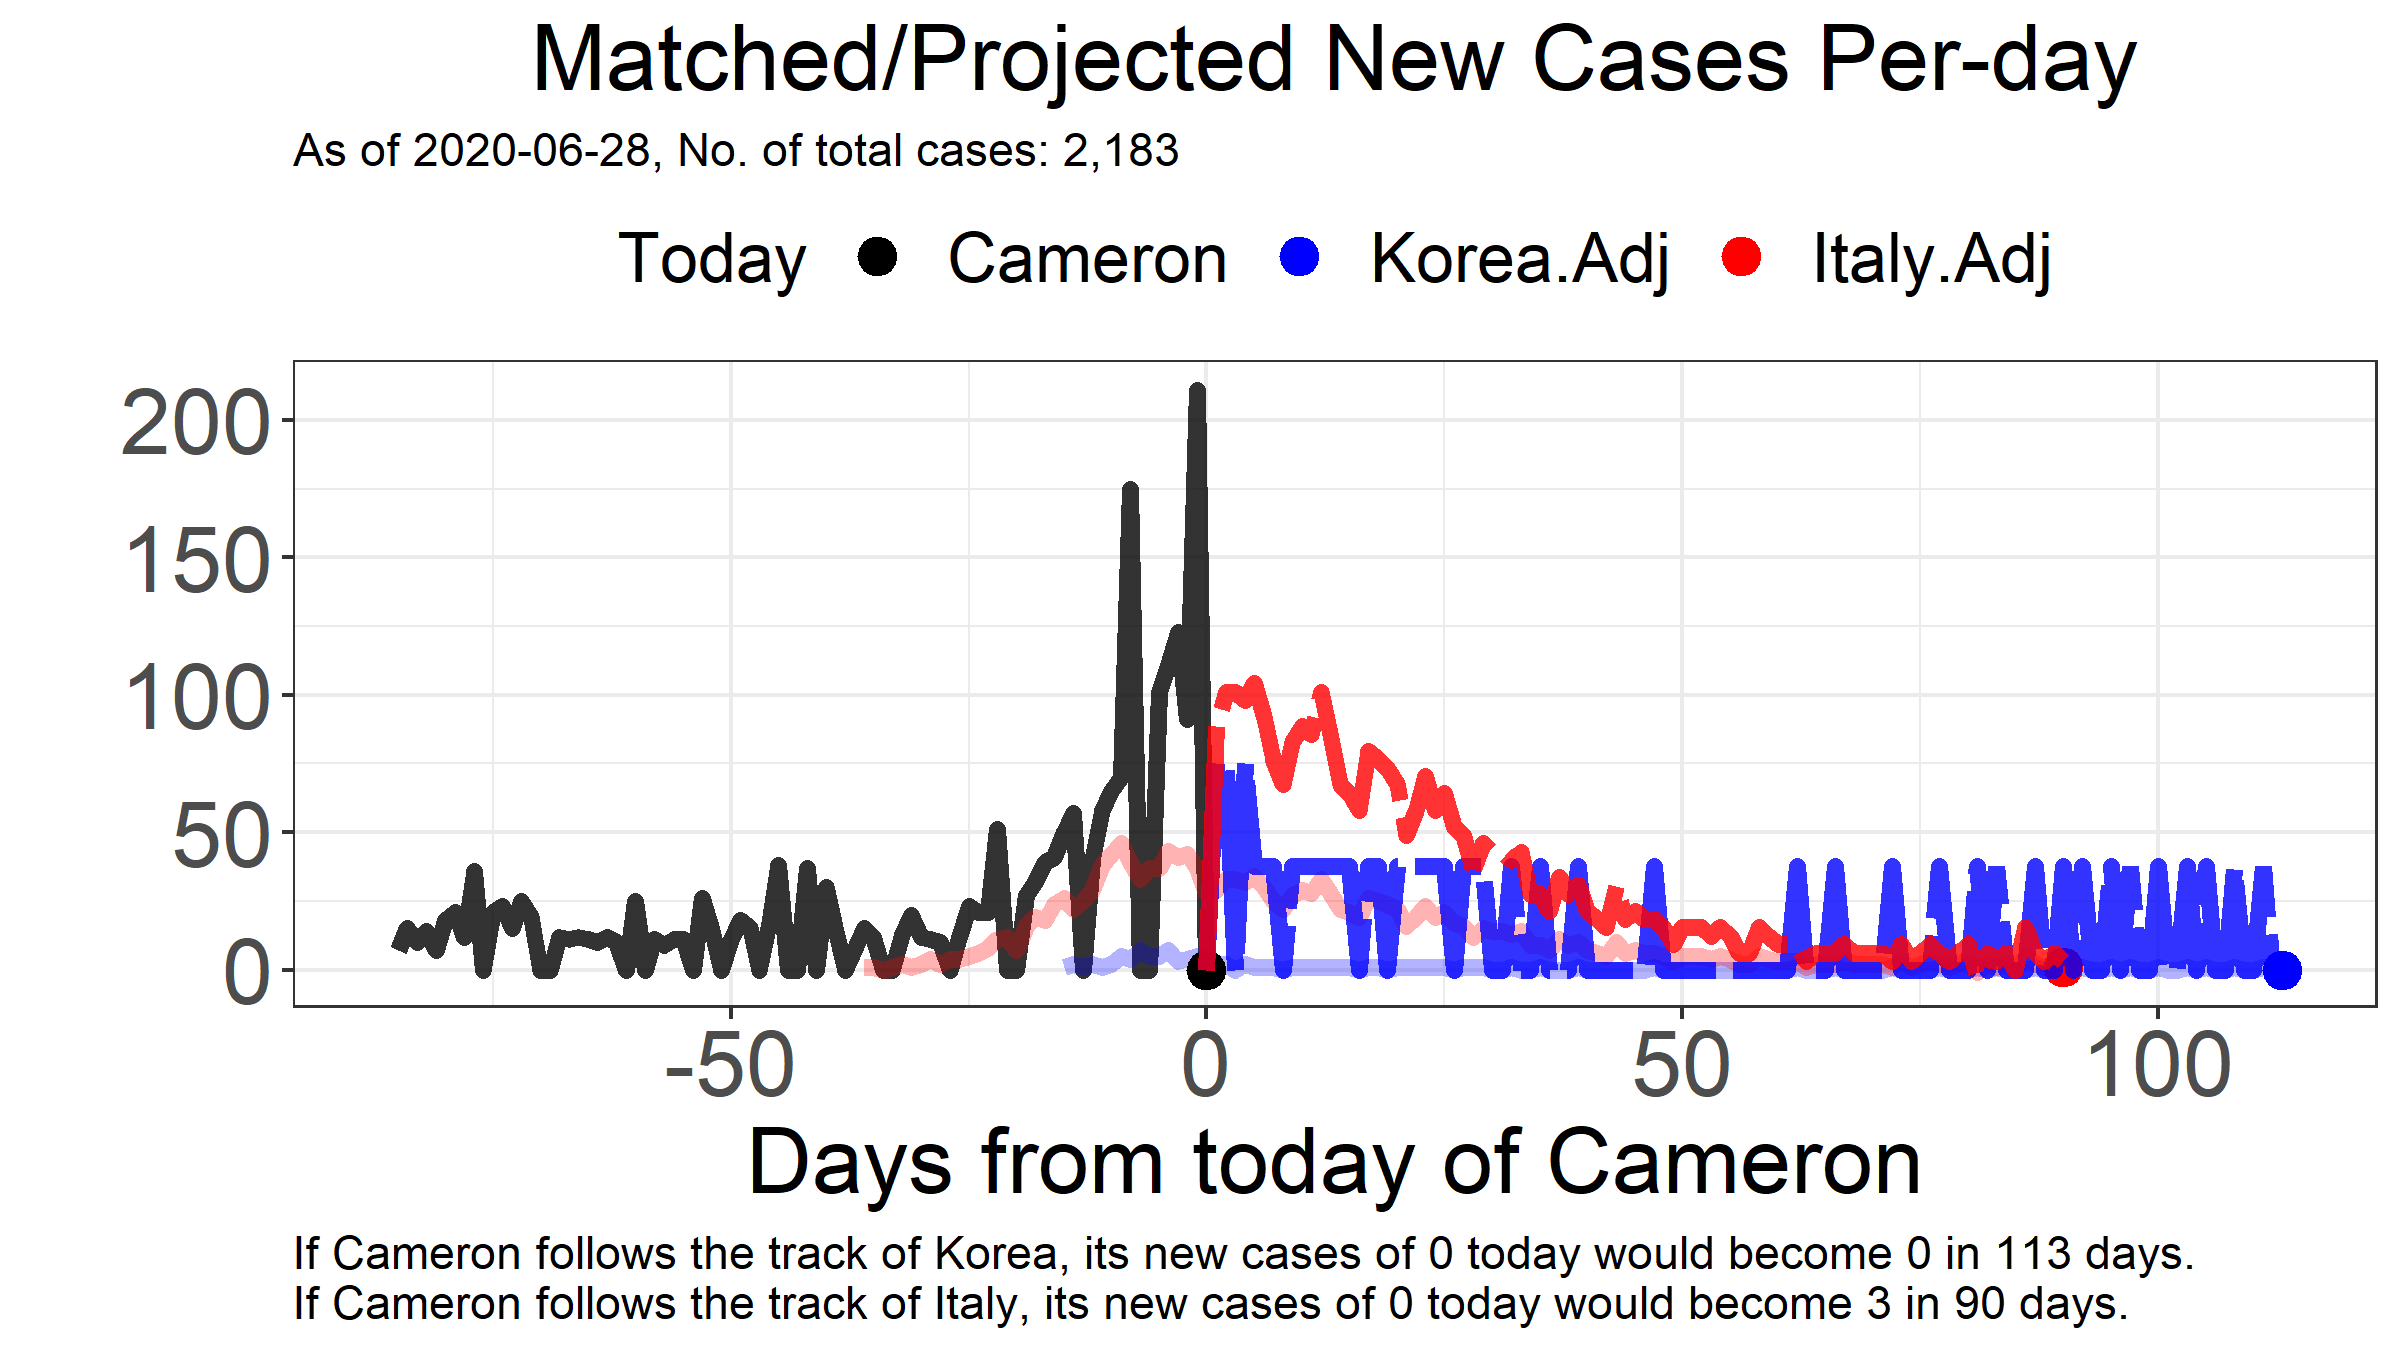 Matched/Projected New Cases Per-day
As of 2020-06-28, No. of total cases: 2,183
Today Cameron Korea.Adj Italy.Adj
200
150
100
50
0
-50 0 50 100
Days from today of Cameron
If Cameron follows the track of Korea, its new cases of 0 today would become 0 in 113 days.
If Cameron follows the track of Italy, its new cases of 0 today would become 3 in 90 days.